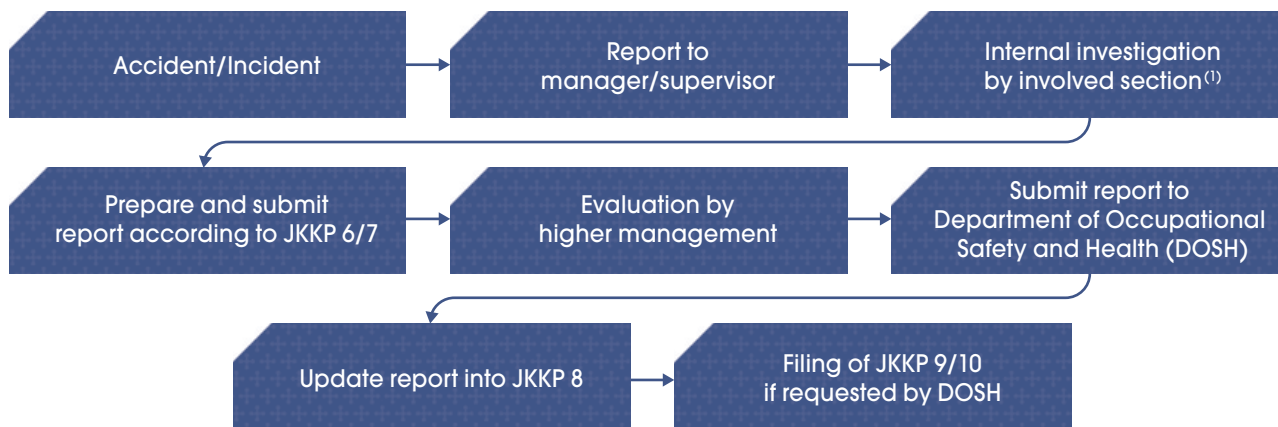 Accident/Incident
Report to
manager/supervisor
Internal investigation
by involved section(1)
Prepare and submit
report according to JKKP 6/7
Evaluation by
higher management
Submit report to
Department of Occupational
Safety and Health (DOSH)
Update report into JKKP 8
Filing of JKKP 9/10
if requested by DOSH